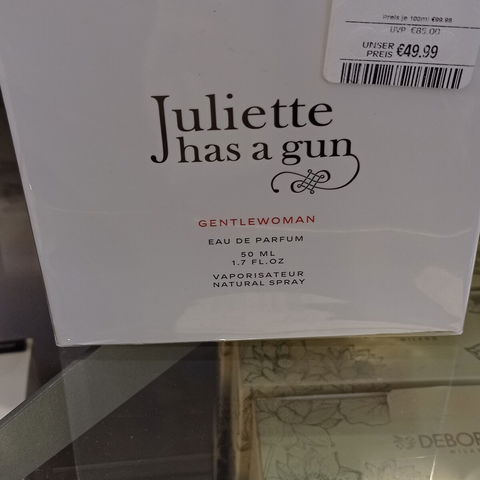 Preis je 100ml €99.98
UVP €85.00
UNSER
PREIS €49.99
Juliette
has a gun
GENTLEWOMAN
EAU DE PARFUM
50 ML
1.7 FL.OZ
VAPORISATEUR
NATURAL SPRAY
DEBOR
MILANO